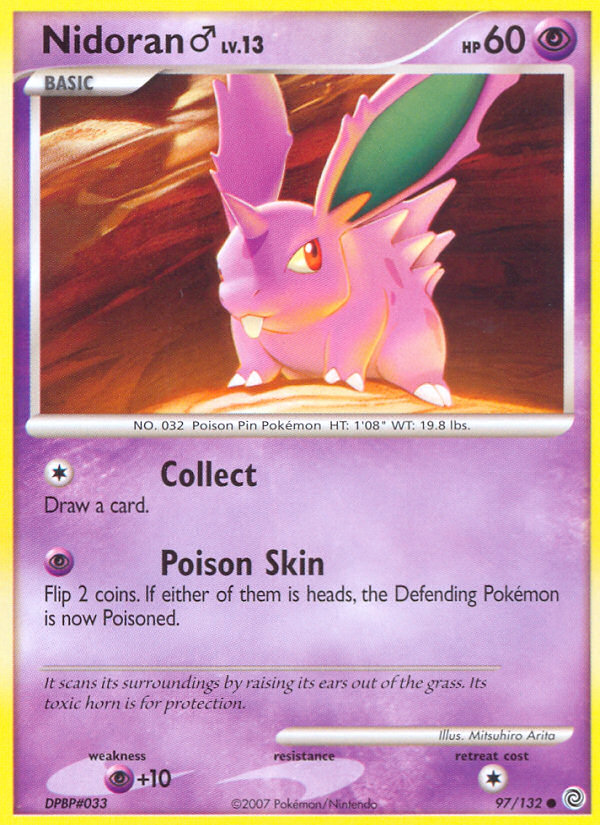 Nidoran♂ LV.13 HP 60
BASIC
NO. 032 Poison Pin Pokémon HT: 1'08" WT: 19.8 lbs.
Collect
Draw a card.
Poison Skin
Flip 2 coins. If either of them is heads, the Defending Pokémon
is now Poisoned.
It scans its surroundings by raising its ears out of the grass. Its
toxic horn is for protection.
Illus. Mitsuhiro Arita
weakness resistance retreat cost
+10
DPBP#033 ©2007 Pokémon/Nintendo 97/132 ●